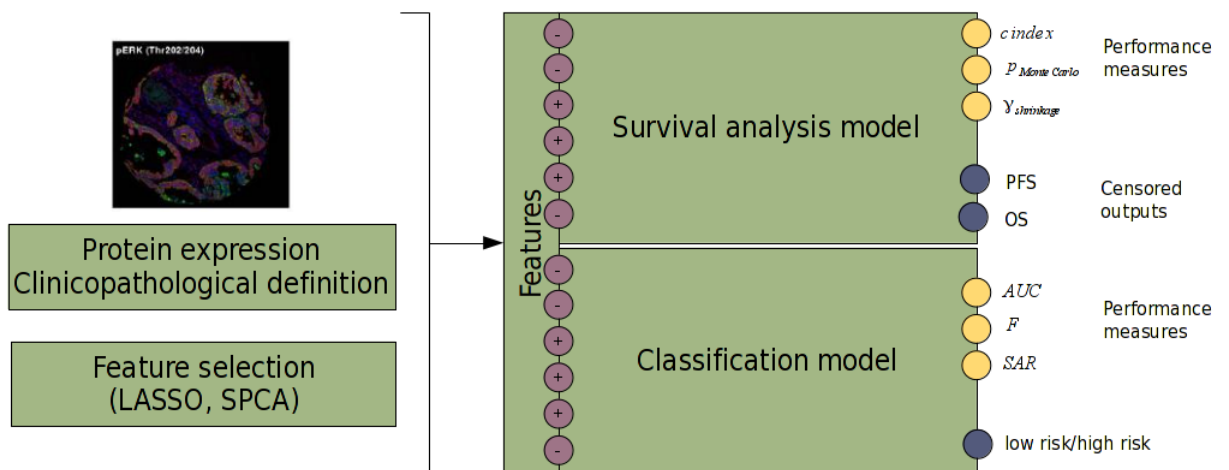 pERK (Thr202/204)
Protein expression
Clinicopathological definition
Feature selection
(LASSO, SPCA)
Features
-
-
+
+
+
-
Survival analysis model
c index
p Monte Carlo
γ shrinkage
Performance
measures
PFS
OS
Censored
outputs
-
-
+
+
+
-
Classification model
AUC
F
SAR
Performance
measures
low risk/high risk